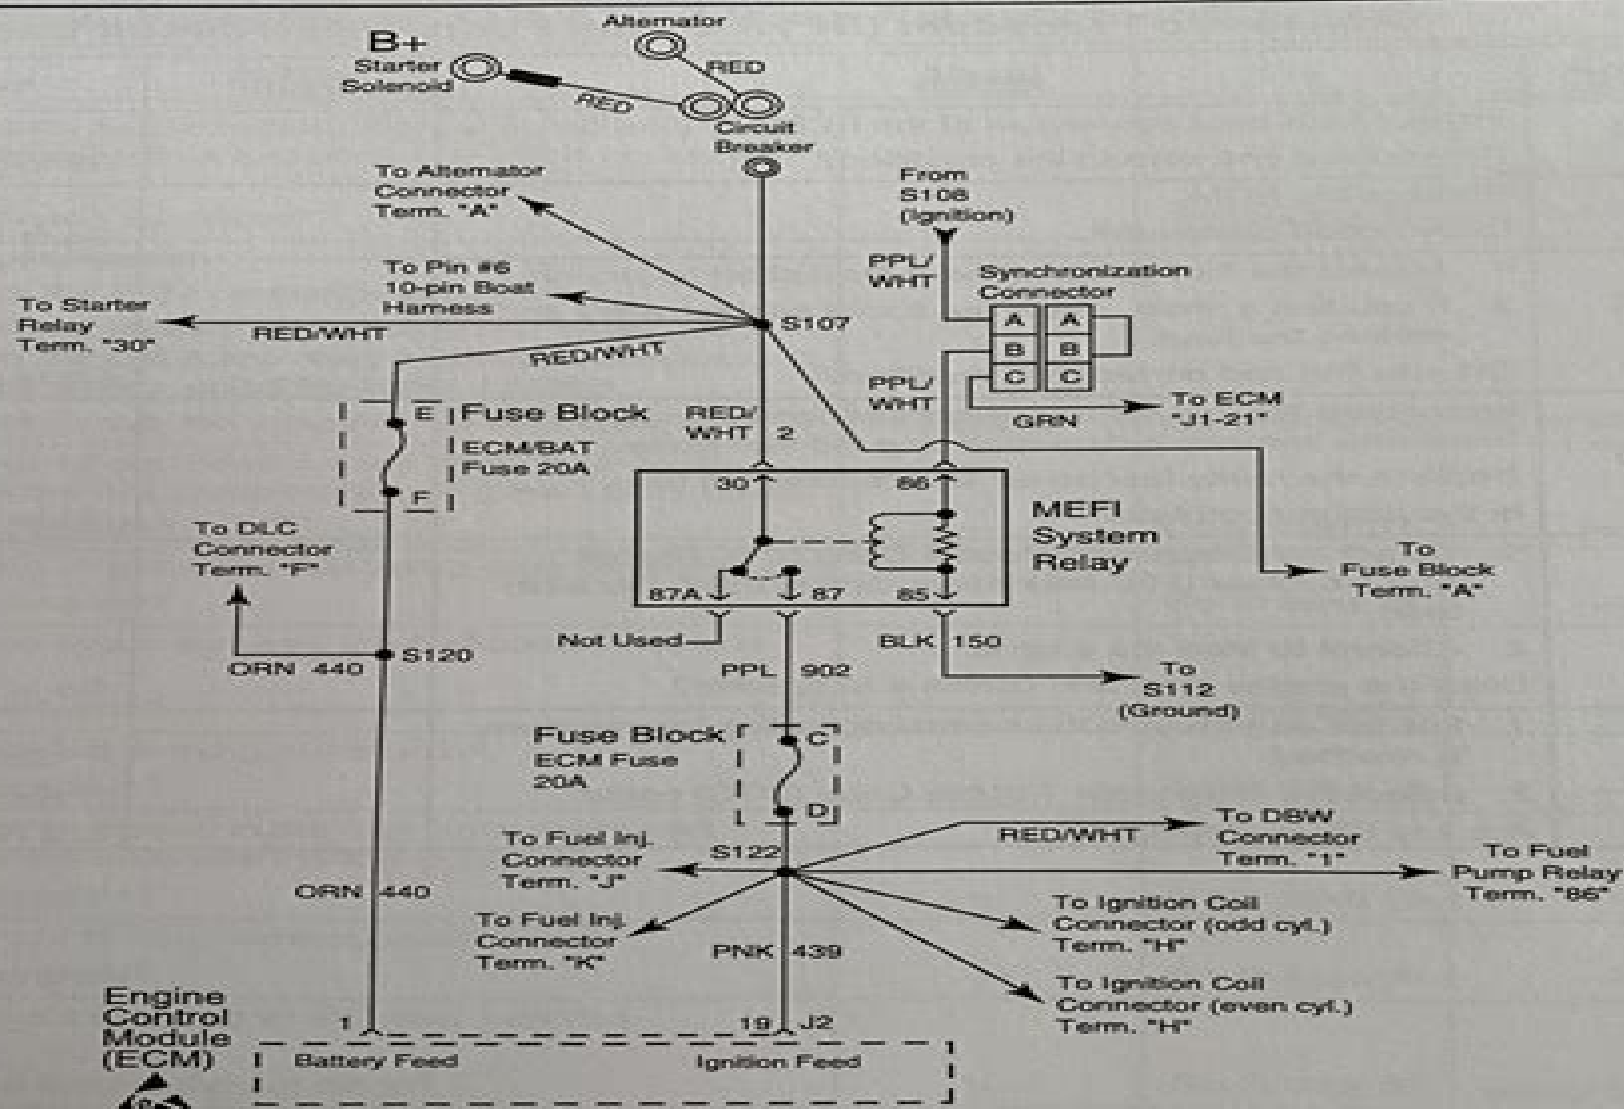 Alternator
B+
Starter
Solenoid
RED
RED
Circuit
Breaker
To Alternator
Connector
Term. "A"
From
S106
(Ignition)
PPL/
WHT
Synchronization
Connector
To Pin #6
10-pin Boat
Harness
To Starter
Relay
Term. "30"
RED/WHT
S107
A A
B B
C C
RED/WHT
PPL/
WHT
To ECM
"J1-21"
GRN
E
Fuse Block
ECM/BAT
Fuse 20A
F
RED/
WHT 2
30
86
MEFI
System
Relay
To DLC
Connector
Term. "F"
To
Fuse Block
Term. "A"
87A
87
85
Not Used
BLK 150
ORN 440
S120
PPL 902
To
S112
(Ground)
Fuse Block
ECM Fuse
20A
C
D
To Fuel Inj.
Connector
Term. "J"
S122
RED/WHT
To DBW
Connector
Term. "1"
To Fuel
Pump Relay
Term. "86"
ORN 440
To Fuel Inj.
Connector
Term. "K"
PNK 439
To Ignition Coil
Connector (odd cyl.)
Term. "H"
To Ignition Coil
Connector (even cyl.)
Term. "H"
Engine
Control
Module
(ECM)
1
19 J2
Battery Feed
Ignition Feed